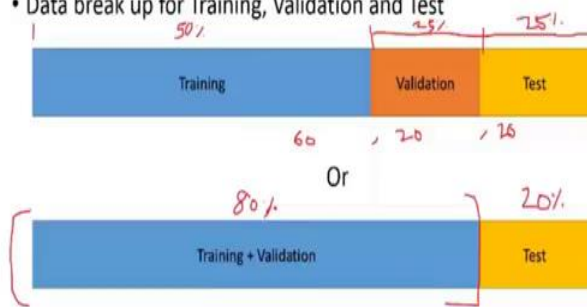 • Data break up for Training, Validation and Test
50% 25% 25%.
Training Validation Test
60 , 20 , 20
Or
80% 20%
Training + Validation Test